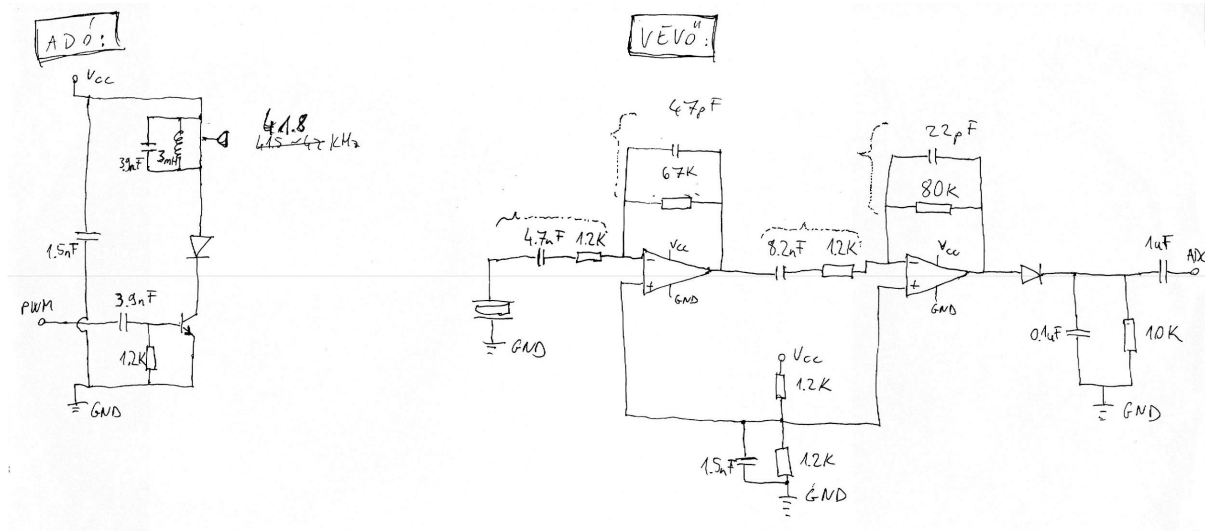 ADÓ:
Vcc
3.9nF
3mH
41.8
41.5 ~ 42 KHz
1.5nF
PWM
3.9nF
1.2K
GND
VEVŐ:
47pF
67K
4.7nF 1.2K
Vcc
GND
GND
22pF
80K
8.2nF 1.2K
Vcc
GND
1uF
ADC
0.1uF
10K
GND
Vcc
1.2K
1.5nF
1.2K
GND